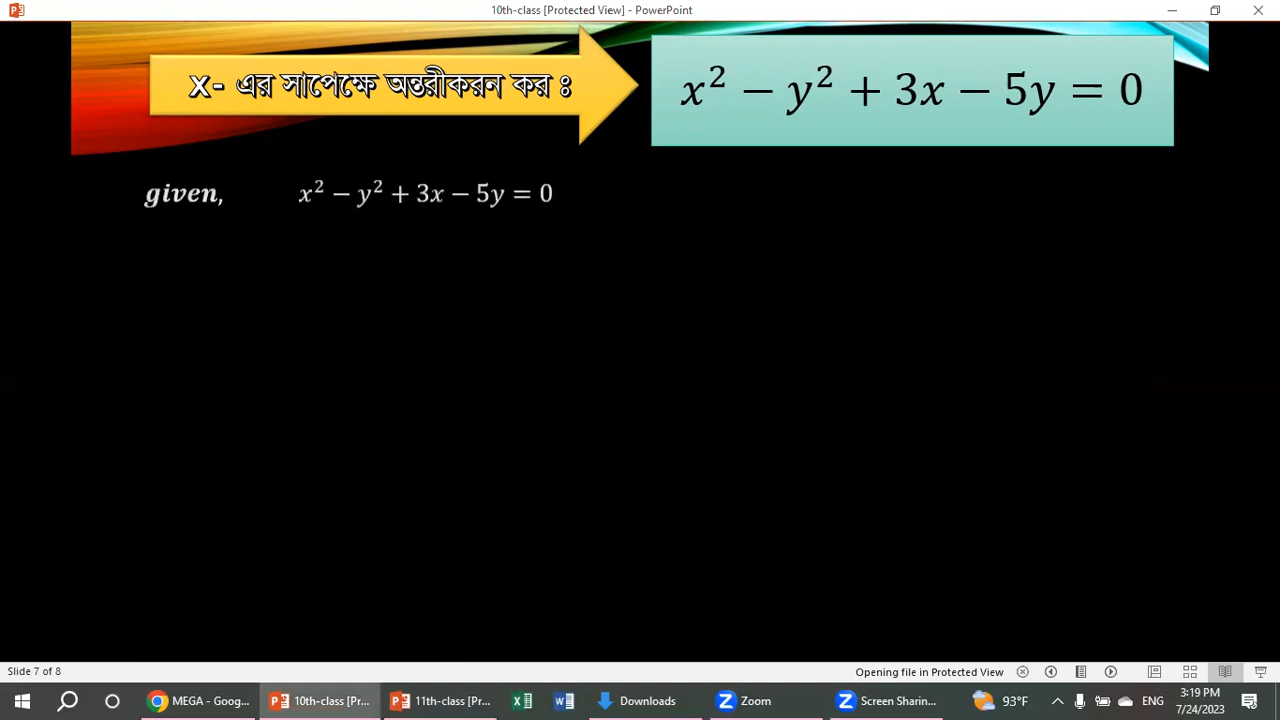 10th-class [Protected View] - PowerPoint
x- এর সাপেক্ষে অন্তরীকরন কর ঃ
x² − y² + 3x − 5y = 0
given, x² − y² + 3x − 5y = 0
Slide 7 of 8
Opening file in Protected View
MEGA - Goog...
10th-class [Pr...
11th-class [Pr...
Downloads
Zoom
Screen Sharin...
93°F
ENG
3:19 PM
7/24/2023